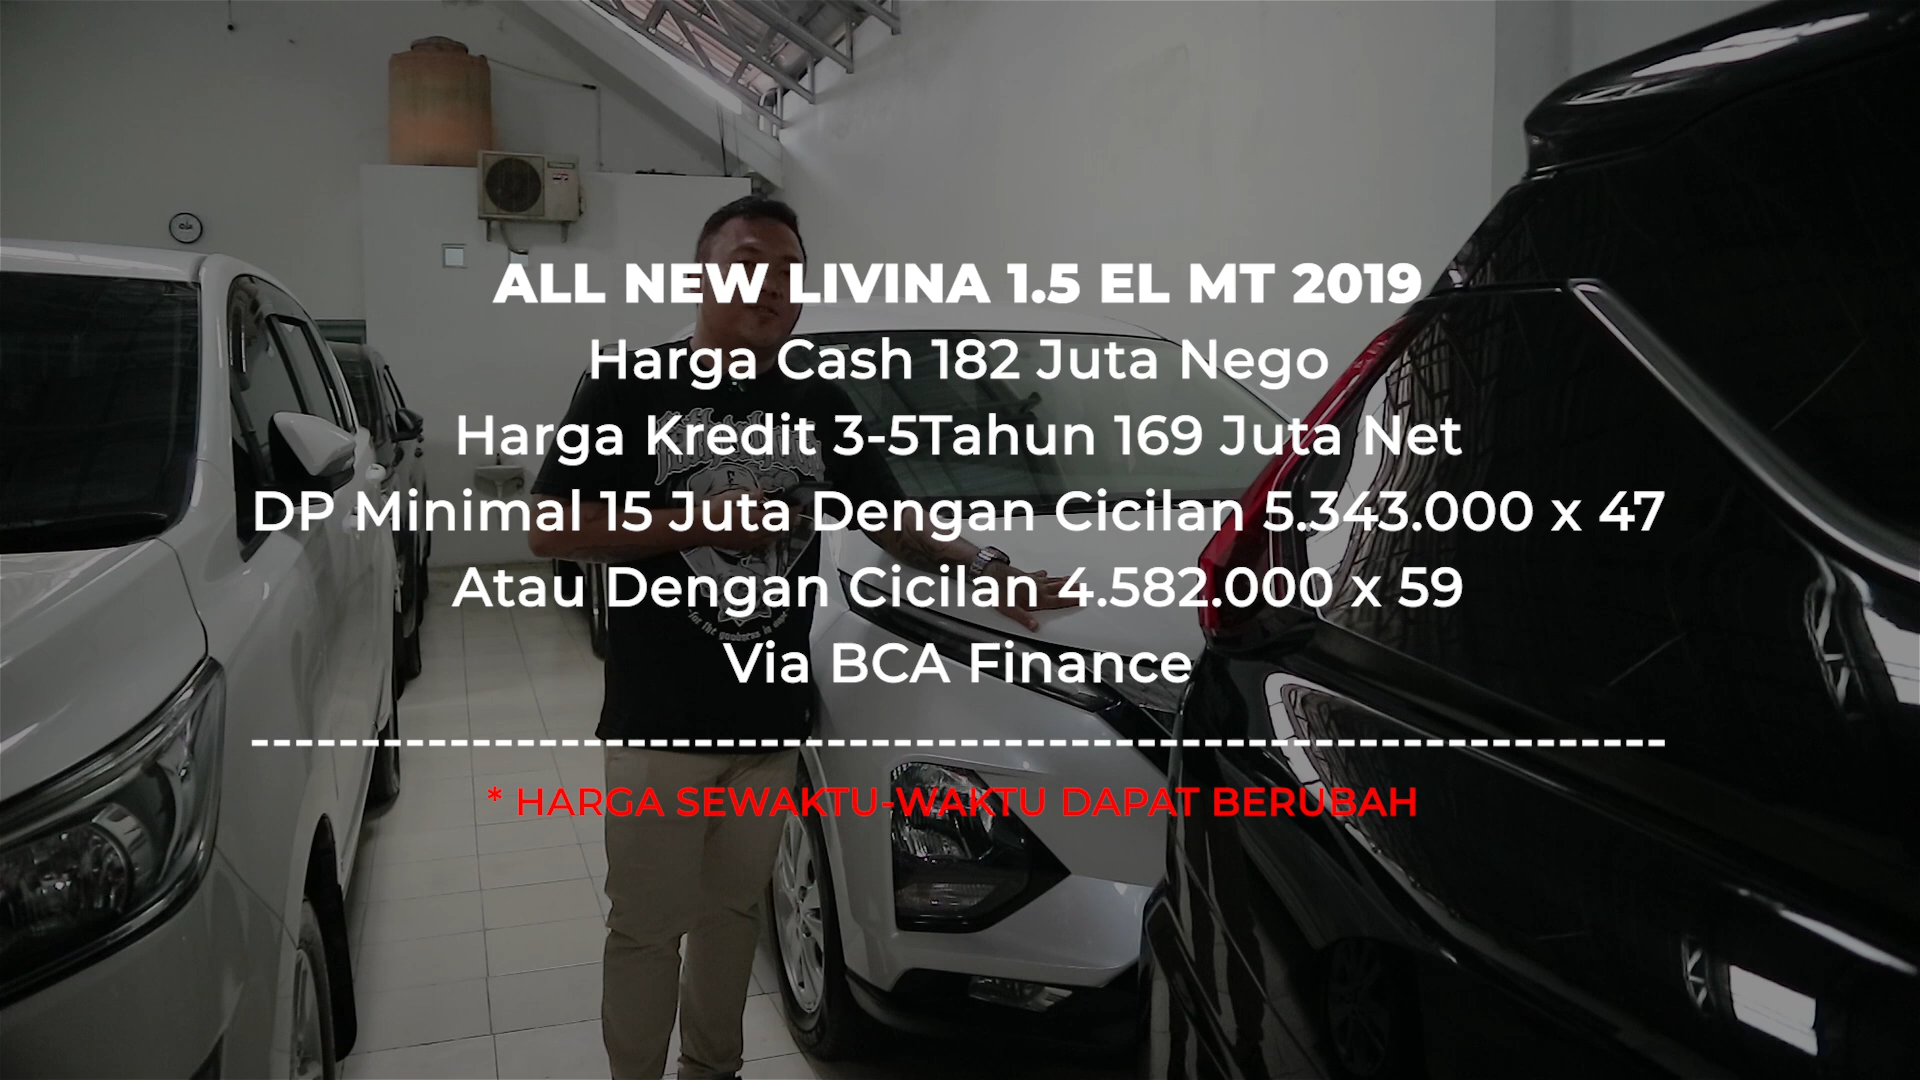 ALL NEW LIVINA 1.5 EL MT 2019
Harga Cash 182 Juta Nego
Harga Kredit 3-5Tahun 169 Juta Net
DP Minimal 15 Juta Dengan Cicilan 5.343.000 x 47
Atau Dengan Cicilan 4.582.000 x 59
Via BCA Finance
* HARGA SEWAKTU-WAKTU DAPAT BERUBAH